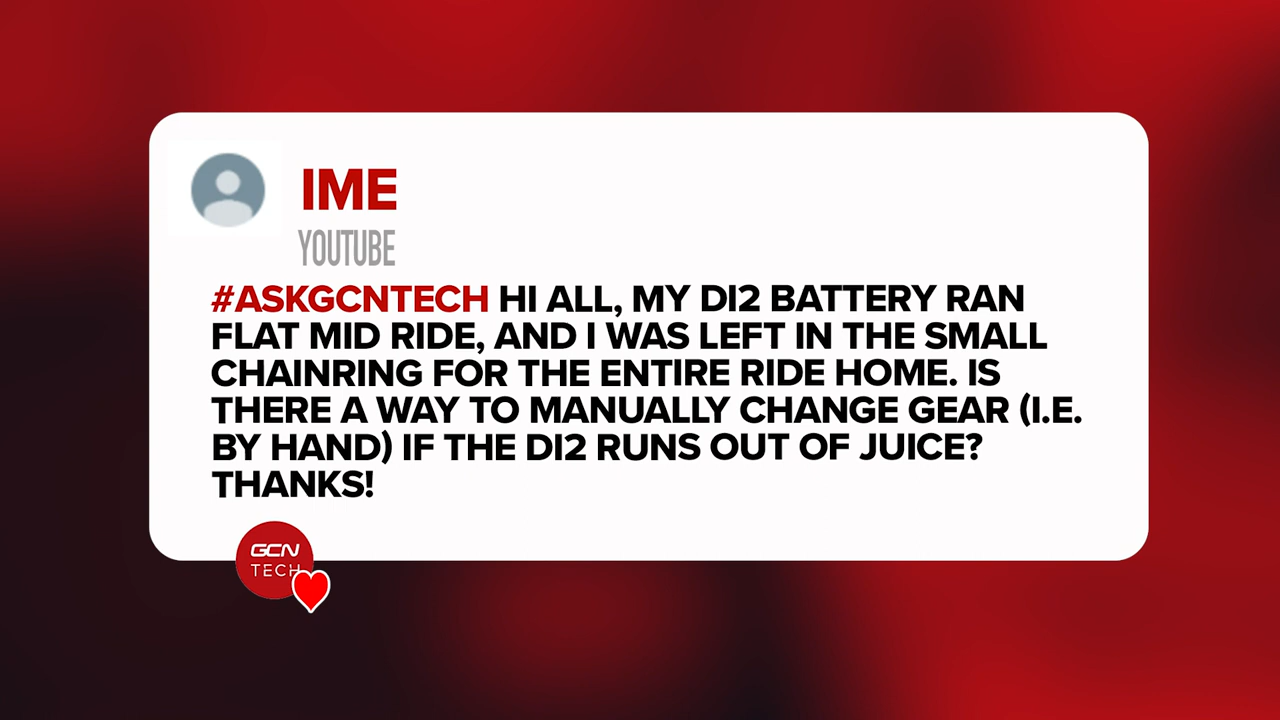 IME
YOUTUBE
#ASKGCNTECH HI ALL, MY DI2 BATTERY RAN
FLAT MID RIDE, AND I WAS LEFT IN THE SMALL
CHAINRING FOR THE ENTIRE RIDE HOME. IS
THERE A WAY TO MANUALLY CHANGE GEAR (I.E.
BY HAND) IF THE DI2 RUNS OUT OF JUICE?
THANKS!
GCN
TECH